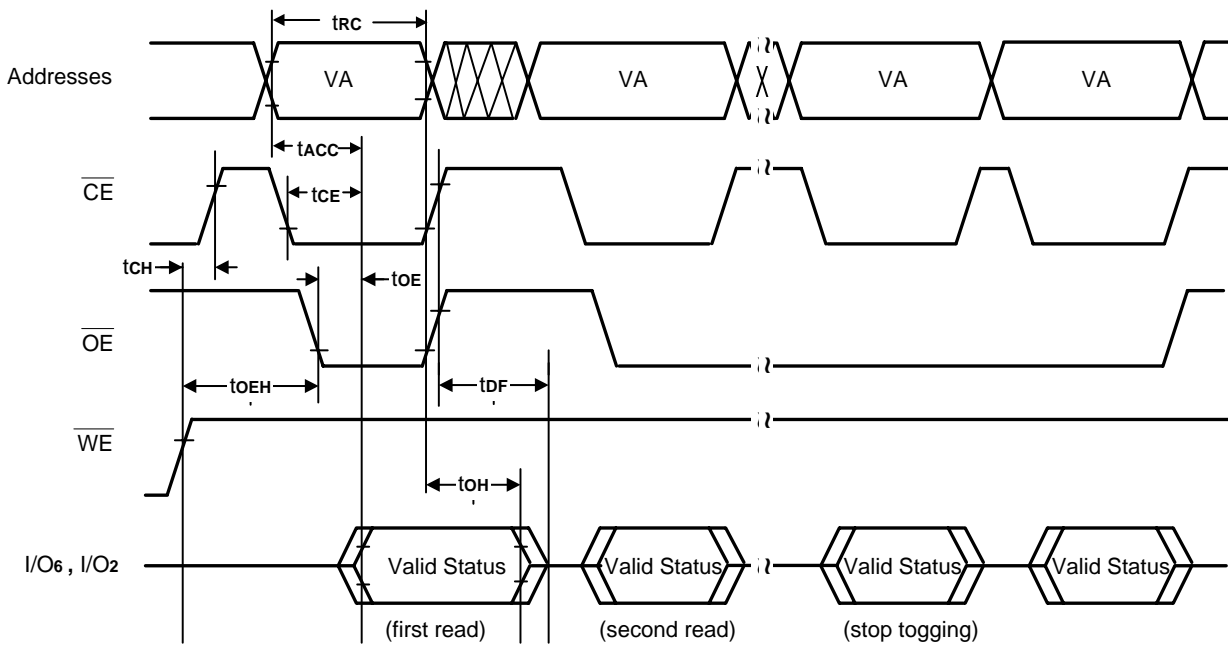 tRC
Addresses VA VA VA VA
tACC
CE
tCE
tCH
tOE
OE
tOEH tDF
WE
tOH
I/O6 , I/O2 Valid Status Valid Status Valid Status Valid Status
(first read) (second read) (stop togging)